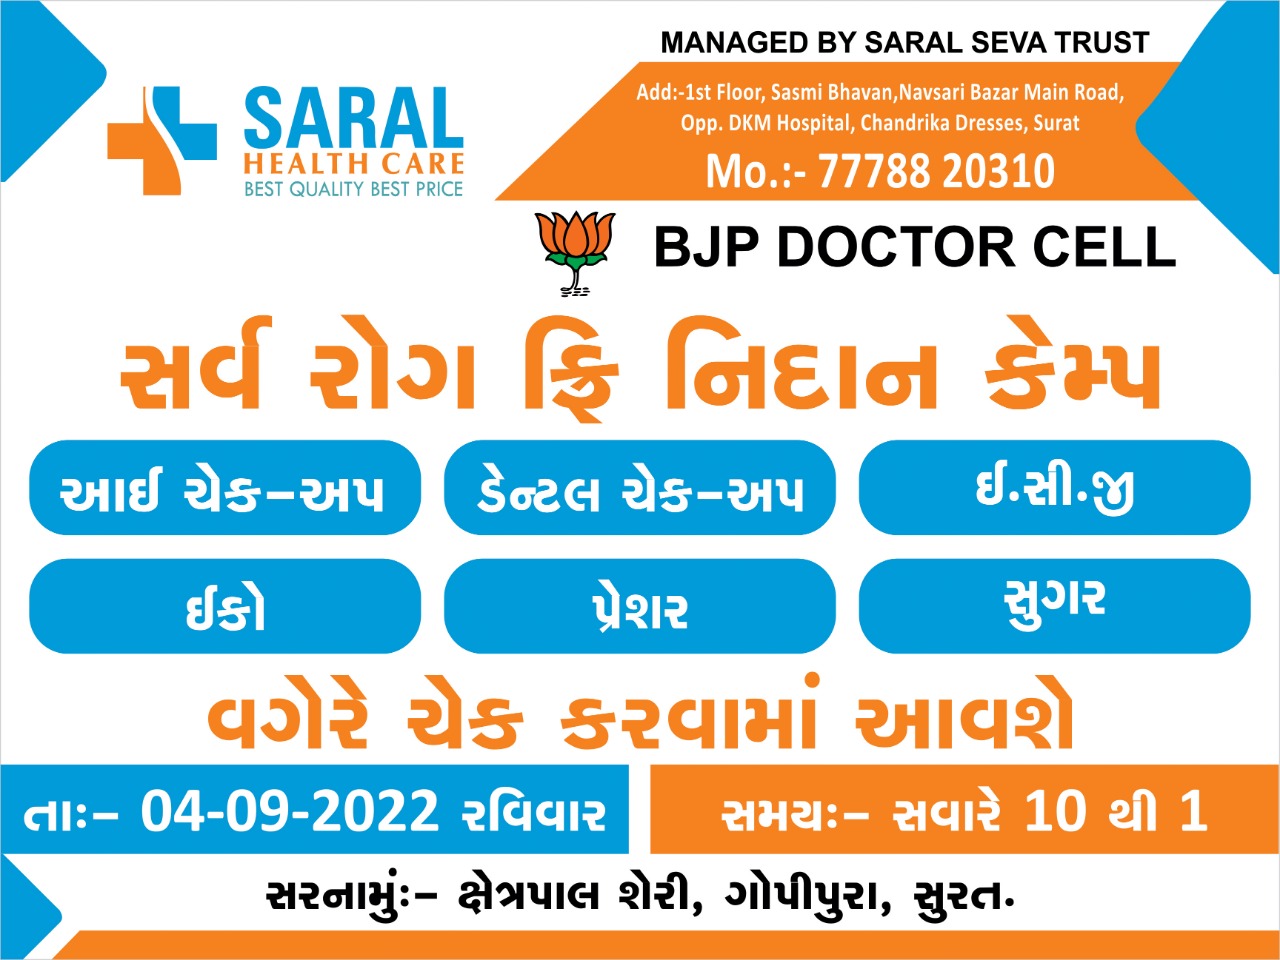 MANAGED BY SARAL SEVA TRUST
SARAL
HEALTH CARE
BEST QUALITY BEST PRICE
Add:-1st Floor, Sasmi Bhavan,Navsari Bazar Main Road,
Opp. DKM Hospital, Chandrika Dresses, Surat
Mo.:- 77788 20310
BJP DOCTOR CELL
સર્વ રોગ ફ્રિ નિદાન કેમ્પ
આઈ ચેક-અપ
ડેન્ટલ ચેક-અપ
ઈ.સી.જી
ઈકો
પ્રેશર
સુગર
વગેરે ચેક કરવામાં આવશે
તાઃ- 04-09-2022 રવિવાર
સમયઃ- સવારે 10 થી 1
સરનામુંઃ- ક્ષેત્રપાલ શેરી, ગોપીપુરા, સુરત.